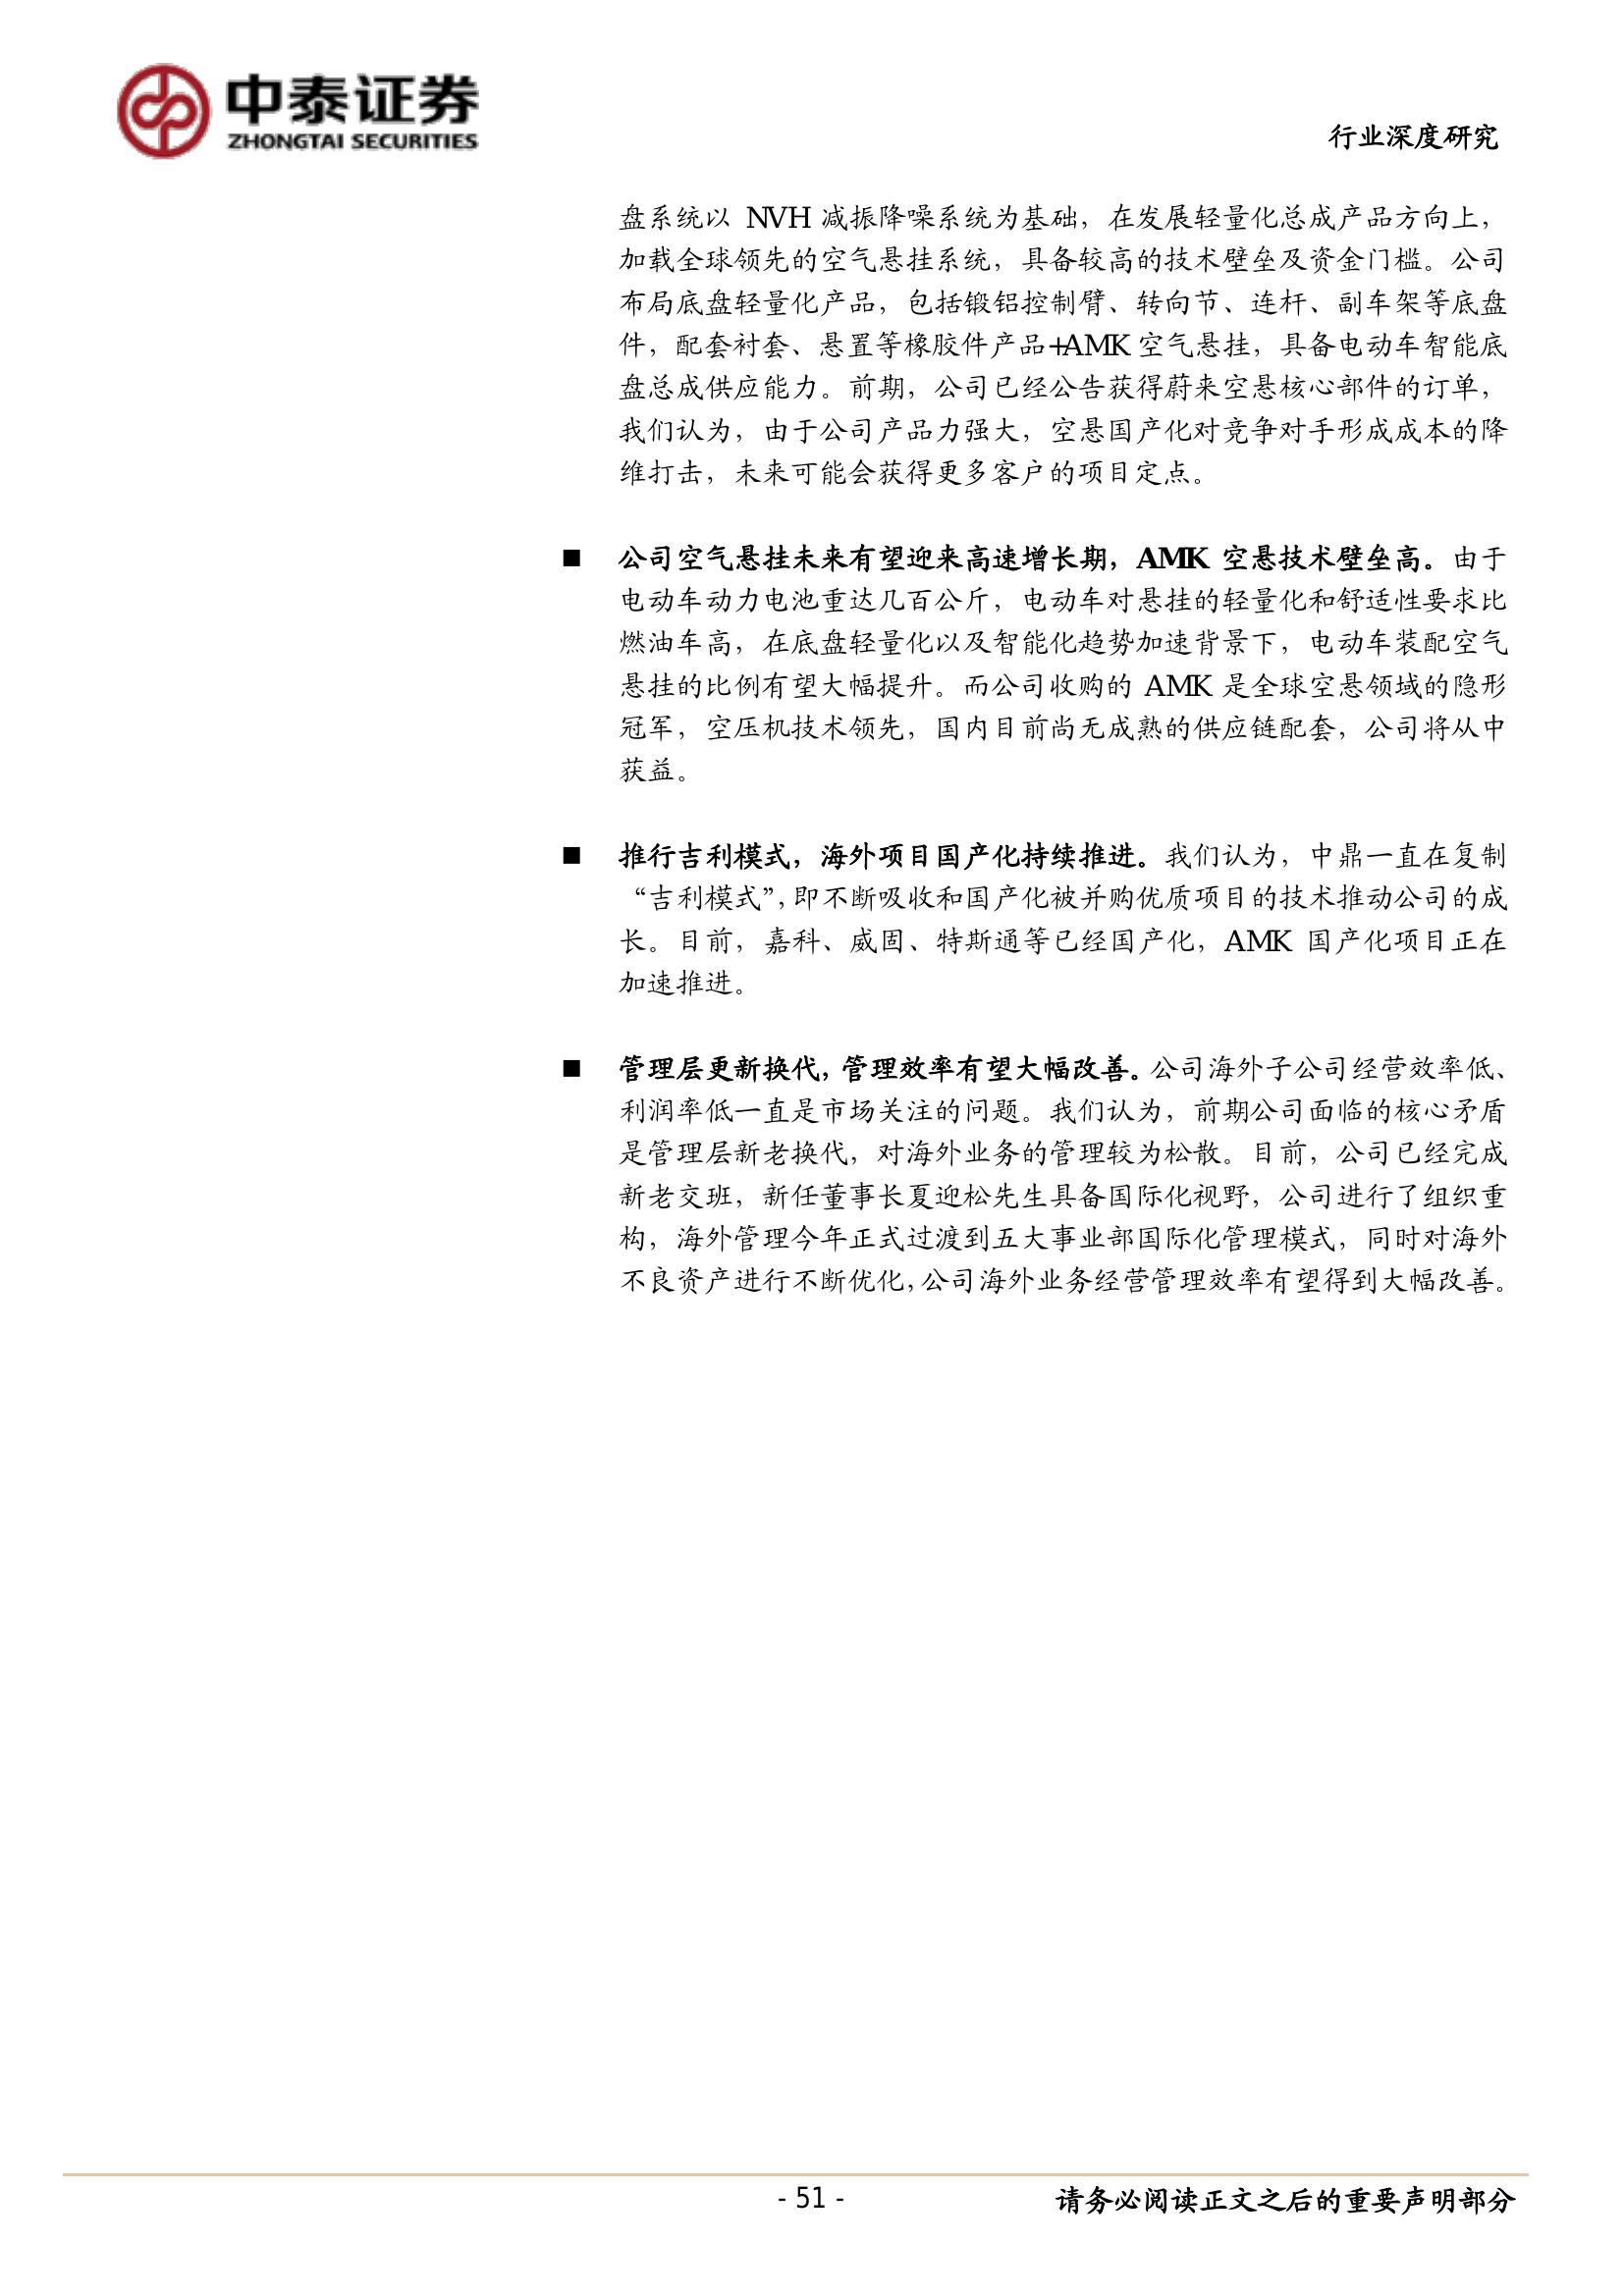 中泰证券
ZHONGTAI SECURITIES
行业深度研究
盘系统以 NVH 减振降噪系统为基础，在发展轻量化总成产品方向上，
加载全球领先的空气悬挂系统，具备较高的技术壁垒及资金门槛。公司
布局底盘轻量化产品，包括锻铝控制臂、转向节、连杆、副车架等底盘
件，配套衬套、悬置等橡胶件产品+AMK 空气悬挂，具备电动车智能底
盘总成供应能力。前期，公司已经公告获得蔚来空悬核心部件的订单，
我们认为，由于公司产品力强大，空悬国产化对竞争对手形成成本的降
维打击，未来可能会获得更多客户的项目定点。
■ 公司空气悬挂未来有望迎来高速增长期，AMK 空悬技术壁垒高。由于
电动车动力电池重达几百公斤，电动车对悬挂的轻量化和舒适性要求比
燃油车高，在底盘轻量化以及智能化趋势加速背景下，电动车装配空气
悬挂的比例有望大幅提升。而公司收购的 AMK 是全球空悬领域的隐形
冠军，空压机技术领先，国内目前尚无成熟的供应链配套，公司将从中
获益。
■ 推行吉利模式，海外项目国产化持续推进。我们认为，中鼎一直在复制
“吉利模式”，即不断吸收和国产化被并购优质项目的技术推动公司的成
长。目前，嘉科、威固、特斯通等已经国产化，AMK 国产化项目正在
加速推进。
■ 管理层更新换代，管理效率有望大幅改善。公司海外子公司经营效率低、
利润率低一直是市场关注的问题。我们认为，前期公司面临的核心矛盾
是管理层新老换代，对海外业务的管理较为松散。目前，公司已经完成
新老交班，新任董事长夏迎松先生具备国际化视野，公司进行了组织重
构，海外管理今年正式过渡到五大事业部国际化管理模式，同时对海外
不良资产进行不断优化，公司海外业务经营管理效率有望得到大幅改善。
- 51 -
请务必阅读正文之后的重要声明部分